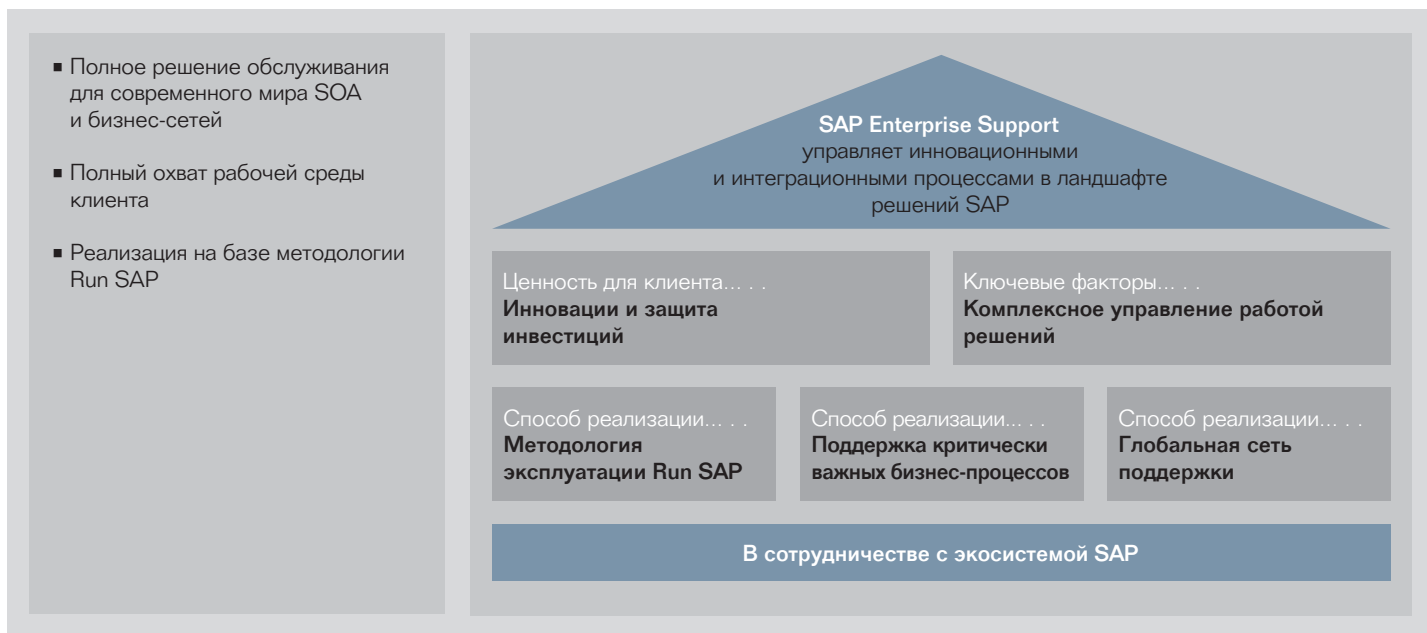 ▪ Полное решение обслуживания
для современного мира SOA
и бизнес-сетей
▪ Полный охват рабочей среды
клиента
▪ Реализация на базе методологии
Run SAP
SAP Enterprise Support
управляет инновационными
и интеграционными процессами в ландшафте
решений SAP
Ценность для клиента... . .
Инновации и защита
инвестиций
Ключевые факторы... . .
Комплексное управление работой
решений
Способ реализации... . .
Методология
эксплуатации Run SAP
Способ реализации... . .
Поддержка критически
важных бизнес-процессов
Способ реализации... . .
Глобальная сеть
поддержки
В сотрудничестве с экосистемой SAP